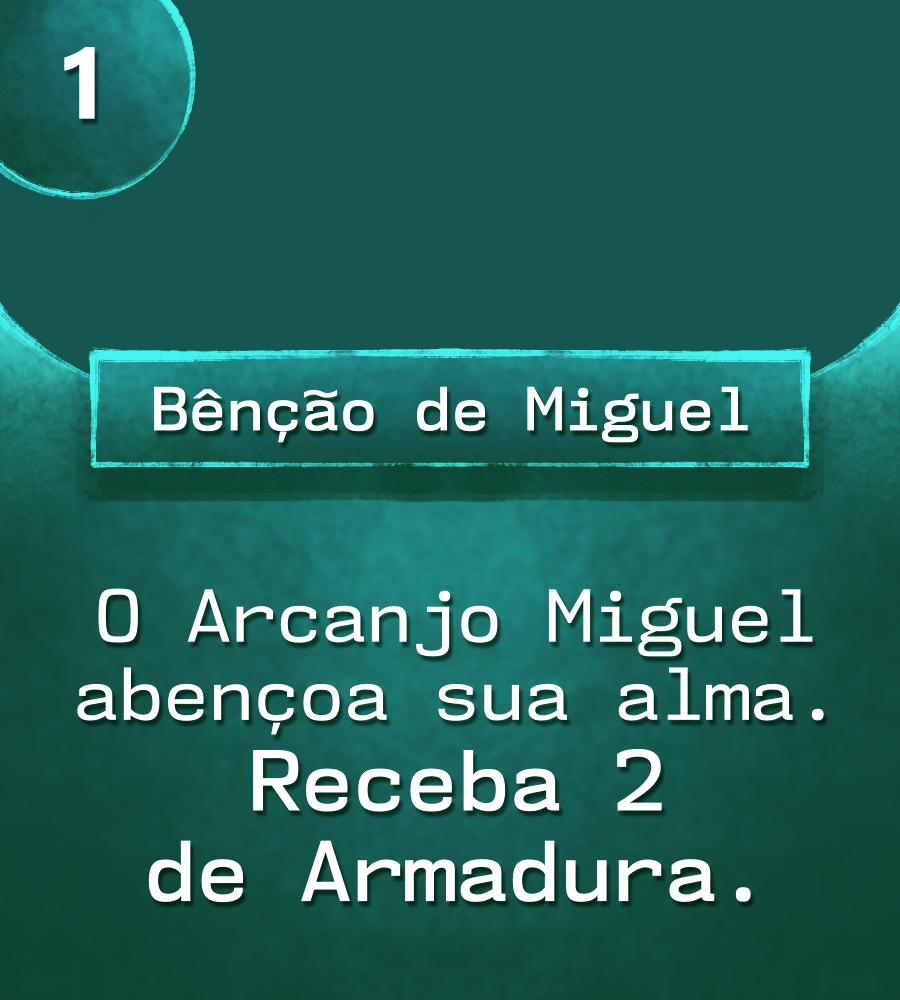 1
Bênção de Miguel
O Arcanjo Miguel
abençoa sua alma.
Receba 2
de Armadura.